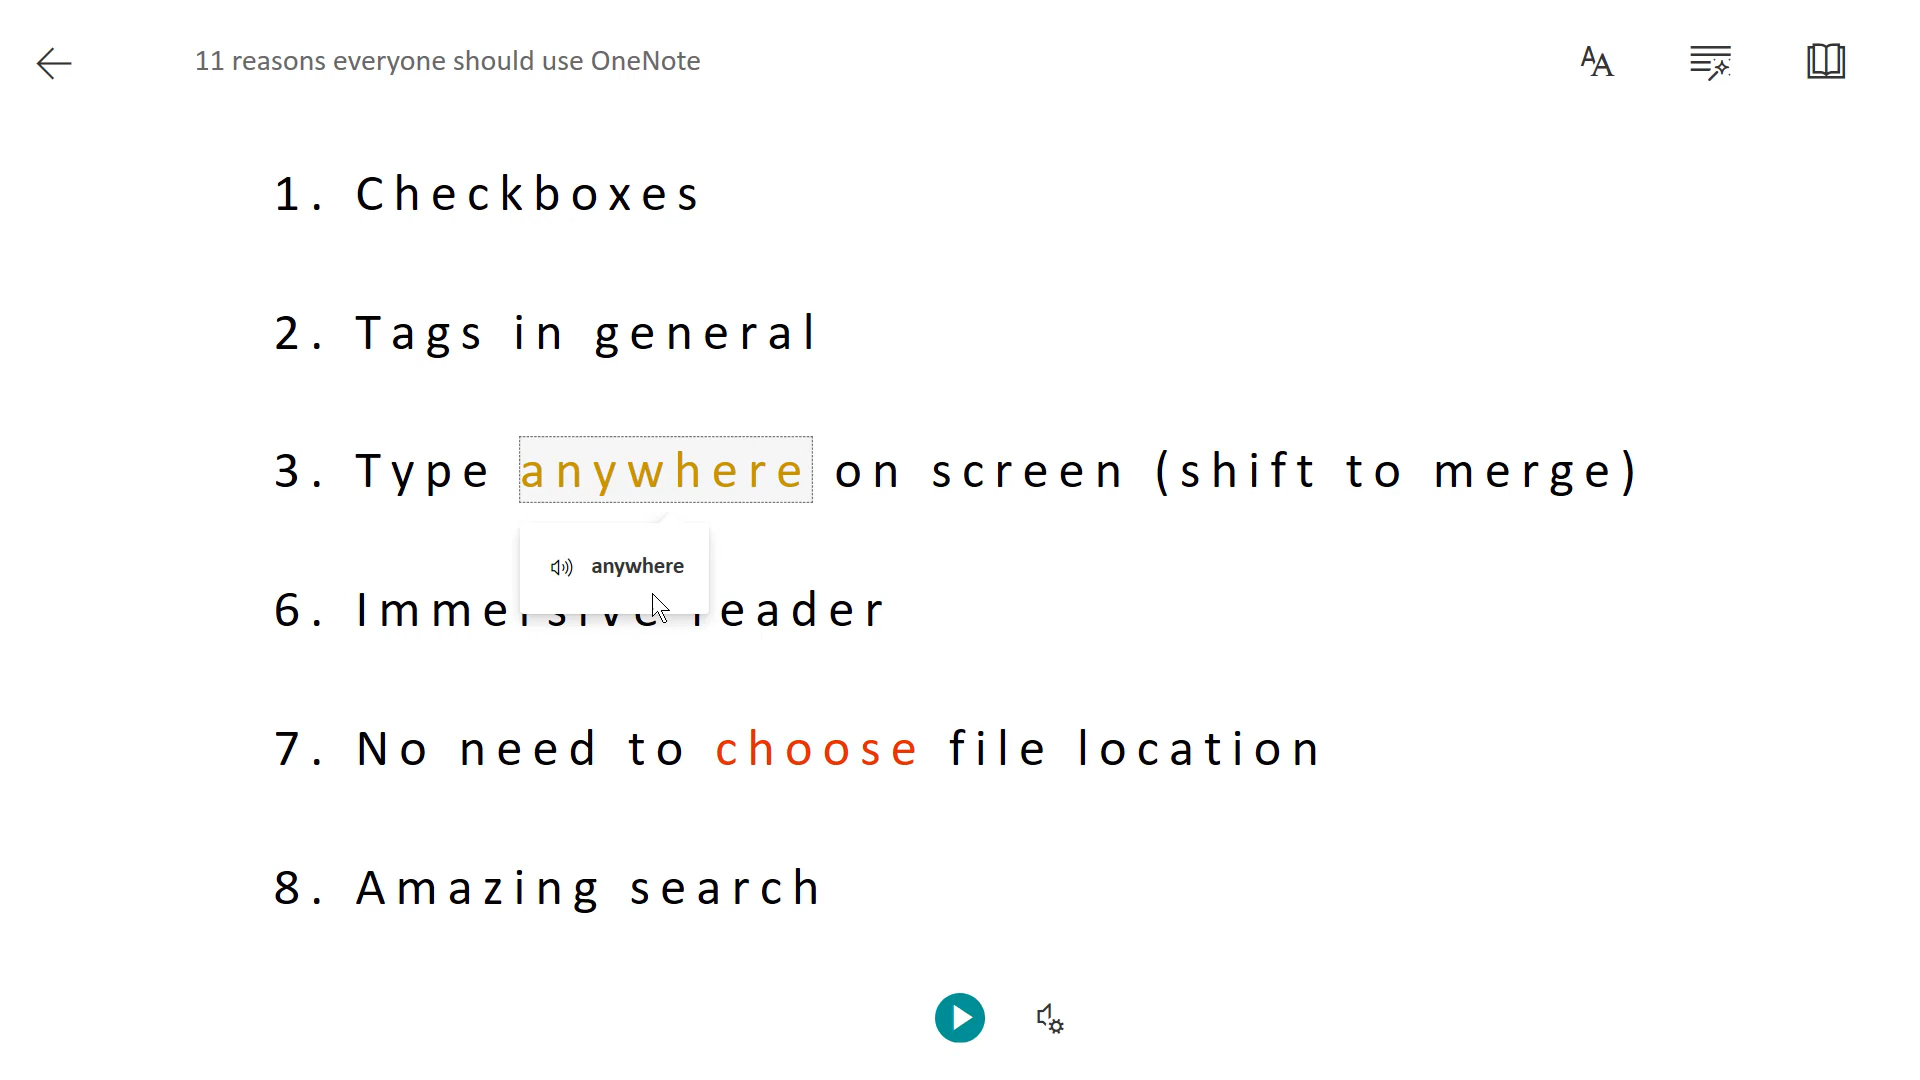 11 reasons everyone should use OneNote
1. Checkboxes
2. Tags in general
3. Type anywhere on screen (shift to merge)
anywhere
6. Immersive reader
7. No need to choose file location
8. Amazing search